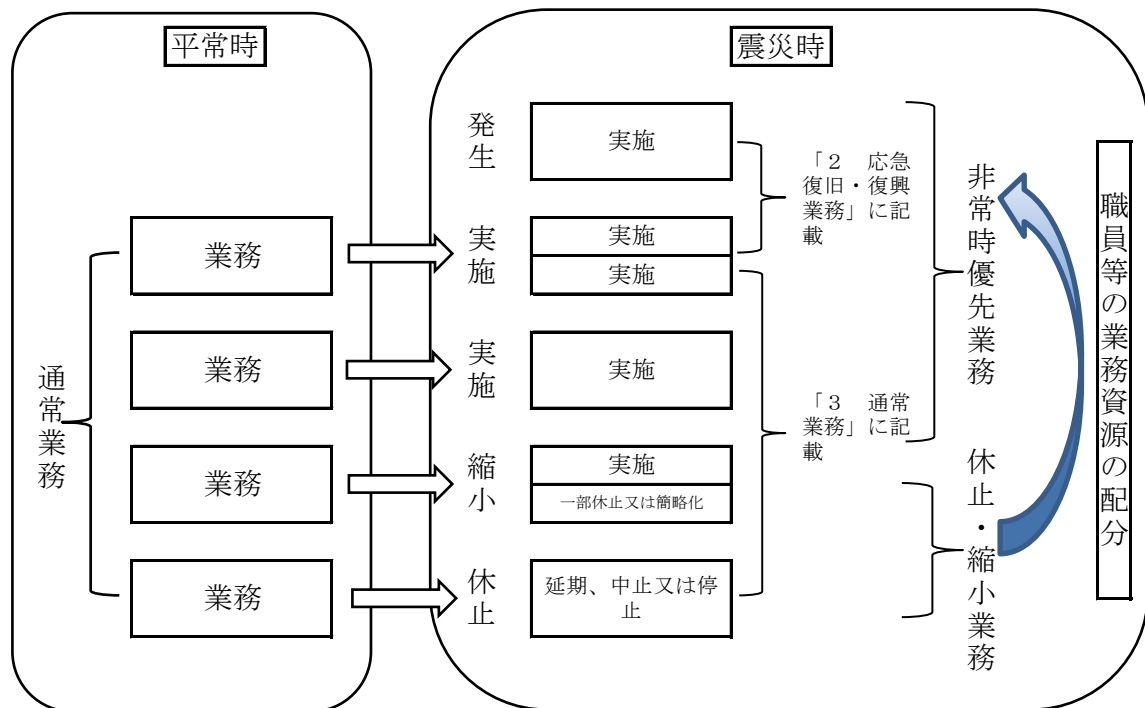 平常時
通常業務
業務
業務
業務
業務
震災時
発生
実施
実施
実施
実施
実施
実施
縮小
実施
一部休止又は簡略化
休止
延期、中止又は停
止
「２　応急
復旧・復興
業務」に記
載
「３　通常
業務」に記
載
非常時優先業務
休止・縮小業務
職員等の業務資源の配分